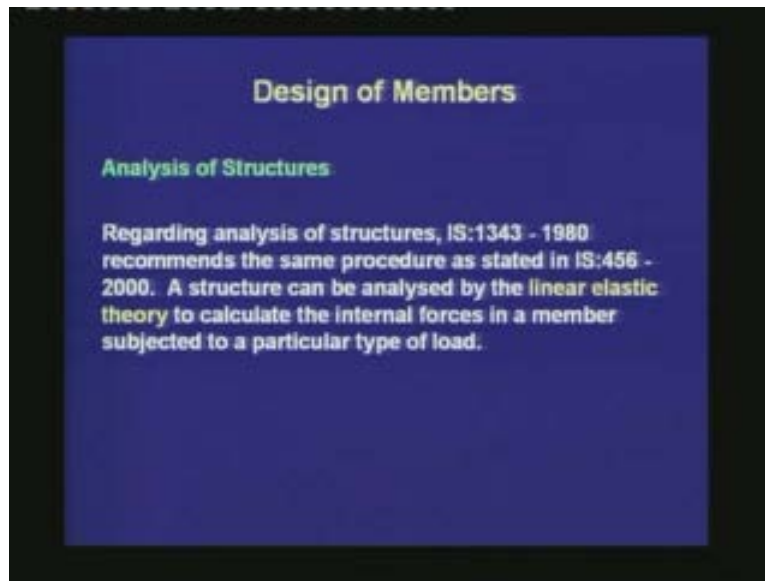 Design of Members
Analysis of Structures
Regarding analysis of structures, IS:1343 - 1980
recommends the same procedure as stated in IS:456 -
2000. A structure can be analysed by the linear elastic
theory to calculate the internal forces in a member
subjected to a particular type of load.